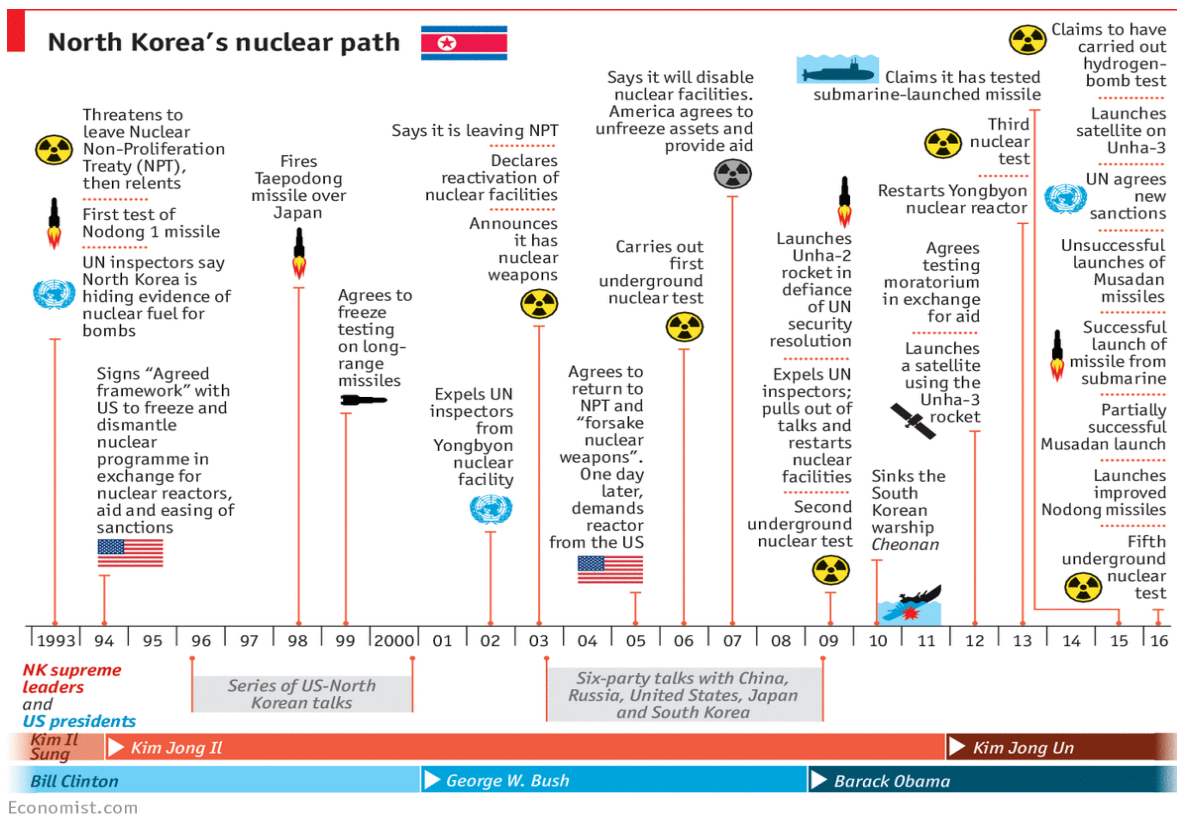 North Korea's nuclear path
Threatens to
leave Nuclear
Non-Proliferation
Treaty (NPT),
then relents
First test of
Nodong 1 missile
UN inspectors say
North Korea is
hiding evidence of
nuclear fuel for
bombs
Signs “Agreed
framework” with
US to freeze and
dismantle
nuclear
programme in
exchange for
nuclear reactors,
aid and easing of
sanctions
Fires
Taepodong
missile over
Japan
Agrees to
freeze
testing
on long-
range
missiles
Says it is leaving NPT
Declares
reactivation of
nuclear facilities
Announces
it has
nuclear
weapons
Expels UN
inspectors
from
Yongbyon
nuclear
facility
Says it will disable
nuclear facilities.
America agrees to
unfreeze assets and
provide aid
Carries out
first
underground
nuclear test
Agrees to
return to
NPT and
“forsake
nuclear
weapons”.
One day
later,
demands
reactor
from the US
Launches
Unha-2
rocket in
defiance of
UN
security
resolution
Expels UN
inspectors;
pulls out of
talks and
restarts
nuclear
facilities
Second
underground
nuclear test
Sinks the
South
Korean
warship
Cheonan
Claims it has tested
submarine-launched missile
Third
nuclear
test
Restarts Yongbyon
nuclear reactor
Agrees
testing
moratorium
in exchange
for aid
Launches
a satellite
using the
Unha-3
rocket
Claims to have
carried out
hydrogen-
bomb test
Launches
satellite on
Unha-3
UN agrees
new
sanctions
Unsuccessful
launches of
Musadan
missiles
Successful
launch of
missile from
submarine
Partially
successful
Musadan launch
Launches
improved
Nodong missiles
Fifth
underground
nuclear
test
1993 94 95 96 97 98 99 2000 01 02 03 04 05 06 07 08 09 10 11 12 13 14 15 16
NK supreme
leaders
and
US presidents
Series of US-North
Korean talks
Six-party talks with China,
Russia, United States, Japan
and South Korea
Kim Il
Sung
Kim Jong Il
Kim Jong Un
Bill Clinton
George W. Bush
Barack Obama
Economist.com